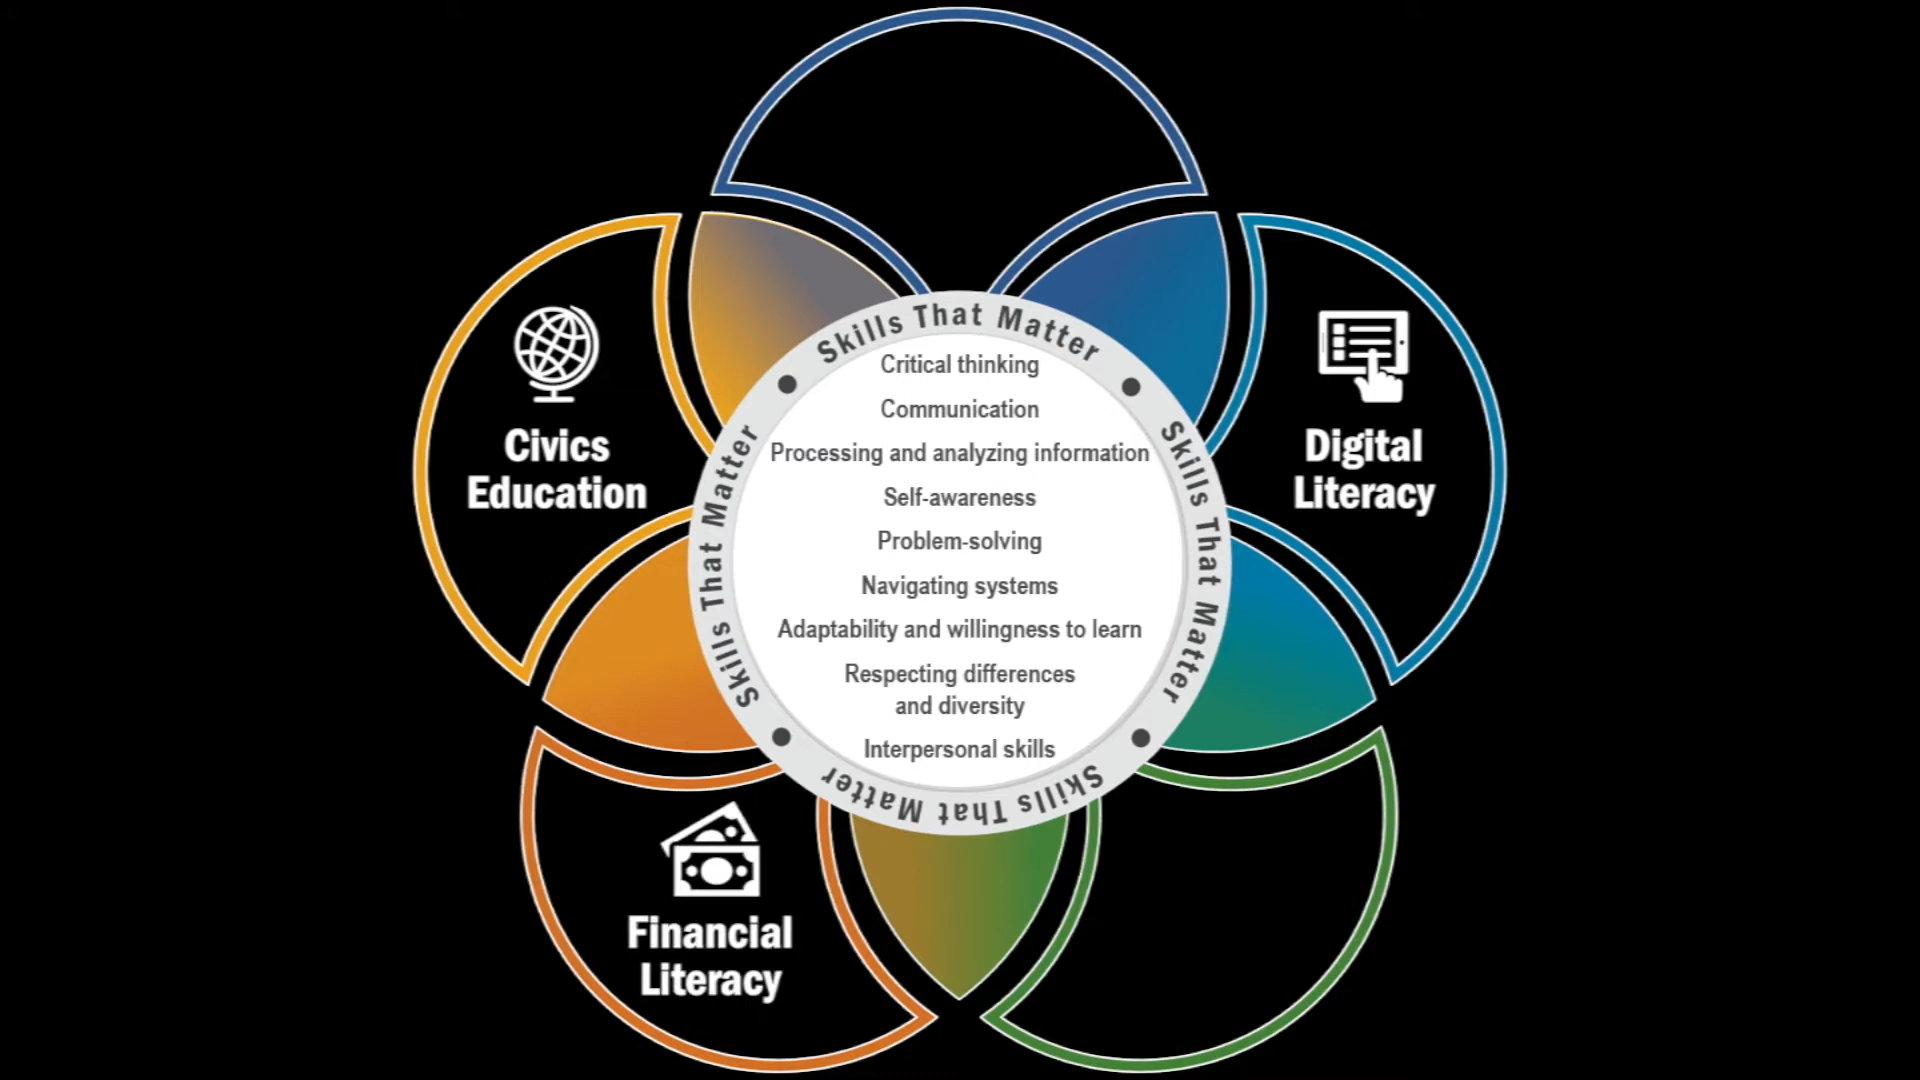 Skills That Matter
Skills That Matter
Skills That Matter
Skills That Matter
Critical thinking
Communication
Processing and analyzing information
Self-awareness
Problem-solving
Navigating systems
Adaptability and willingness to learn
Respecting differences
and diversity
Interpersonal skills
Civics
Education
Digital
Literacy
Financial
Literacy